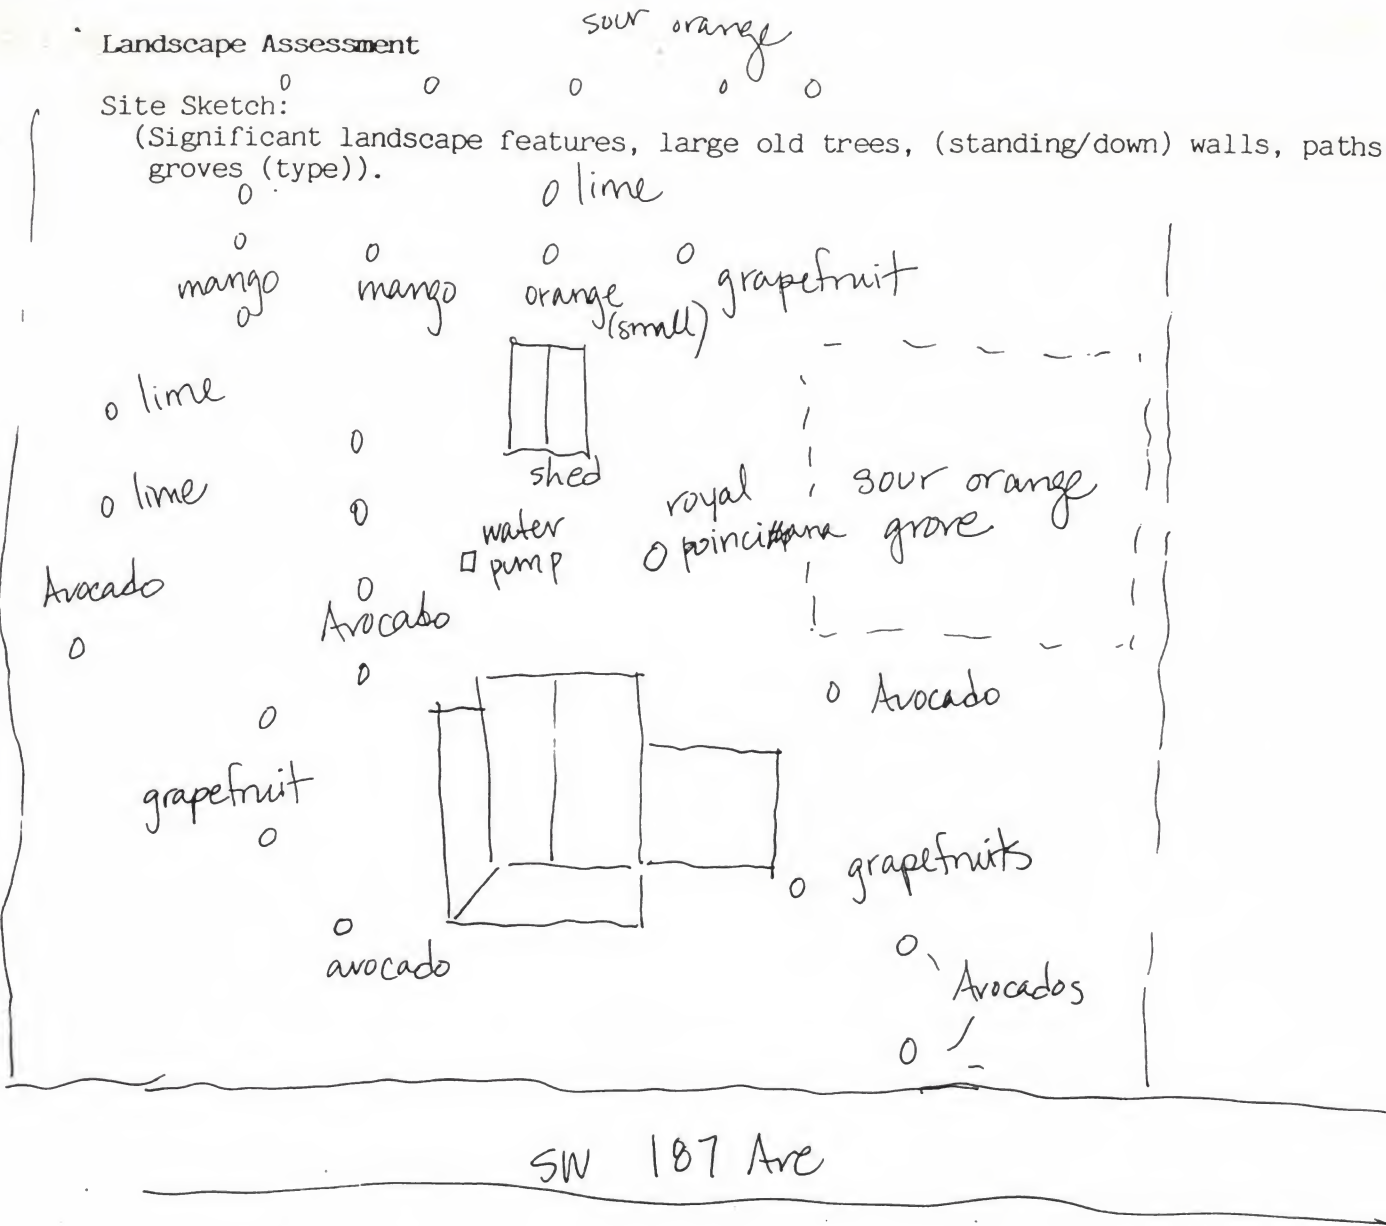 sour orange
Landscape Assessment
Site Sketch:
(Significant landscape features, large old trees, (standing/down) walls, paths
groves (type)).
lime
mango
mango
orange
(small)
grapefruit
lime
shed
lime
water
pump
royal
poinciana
sour orange
grove
Avocado
Avocado
Avocado
grapefruit
grapefruits
avocado
Avocados
SW 187 Ave